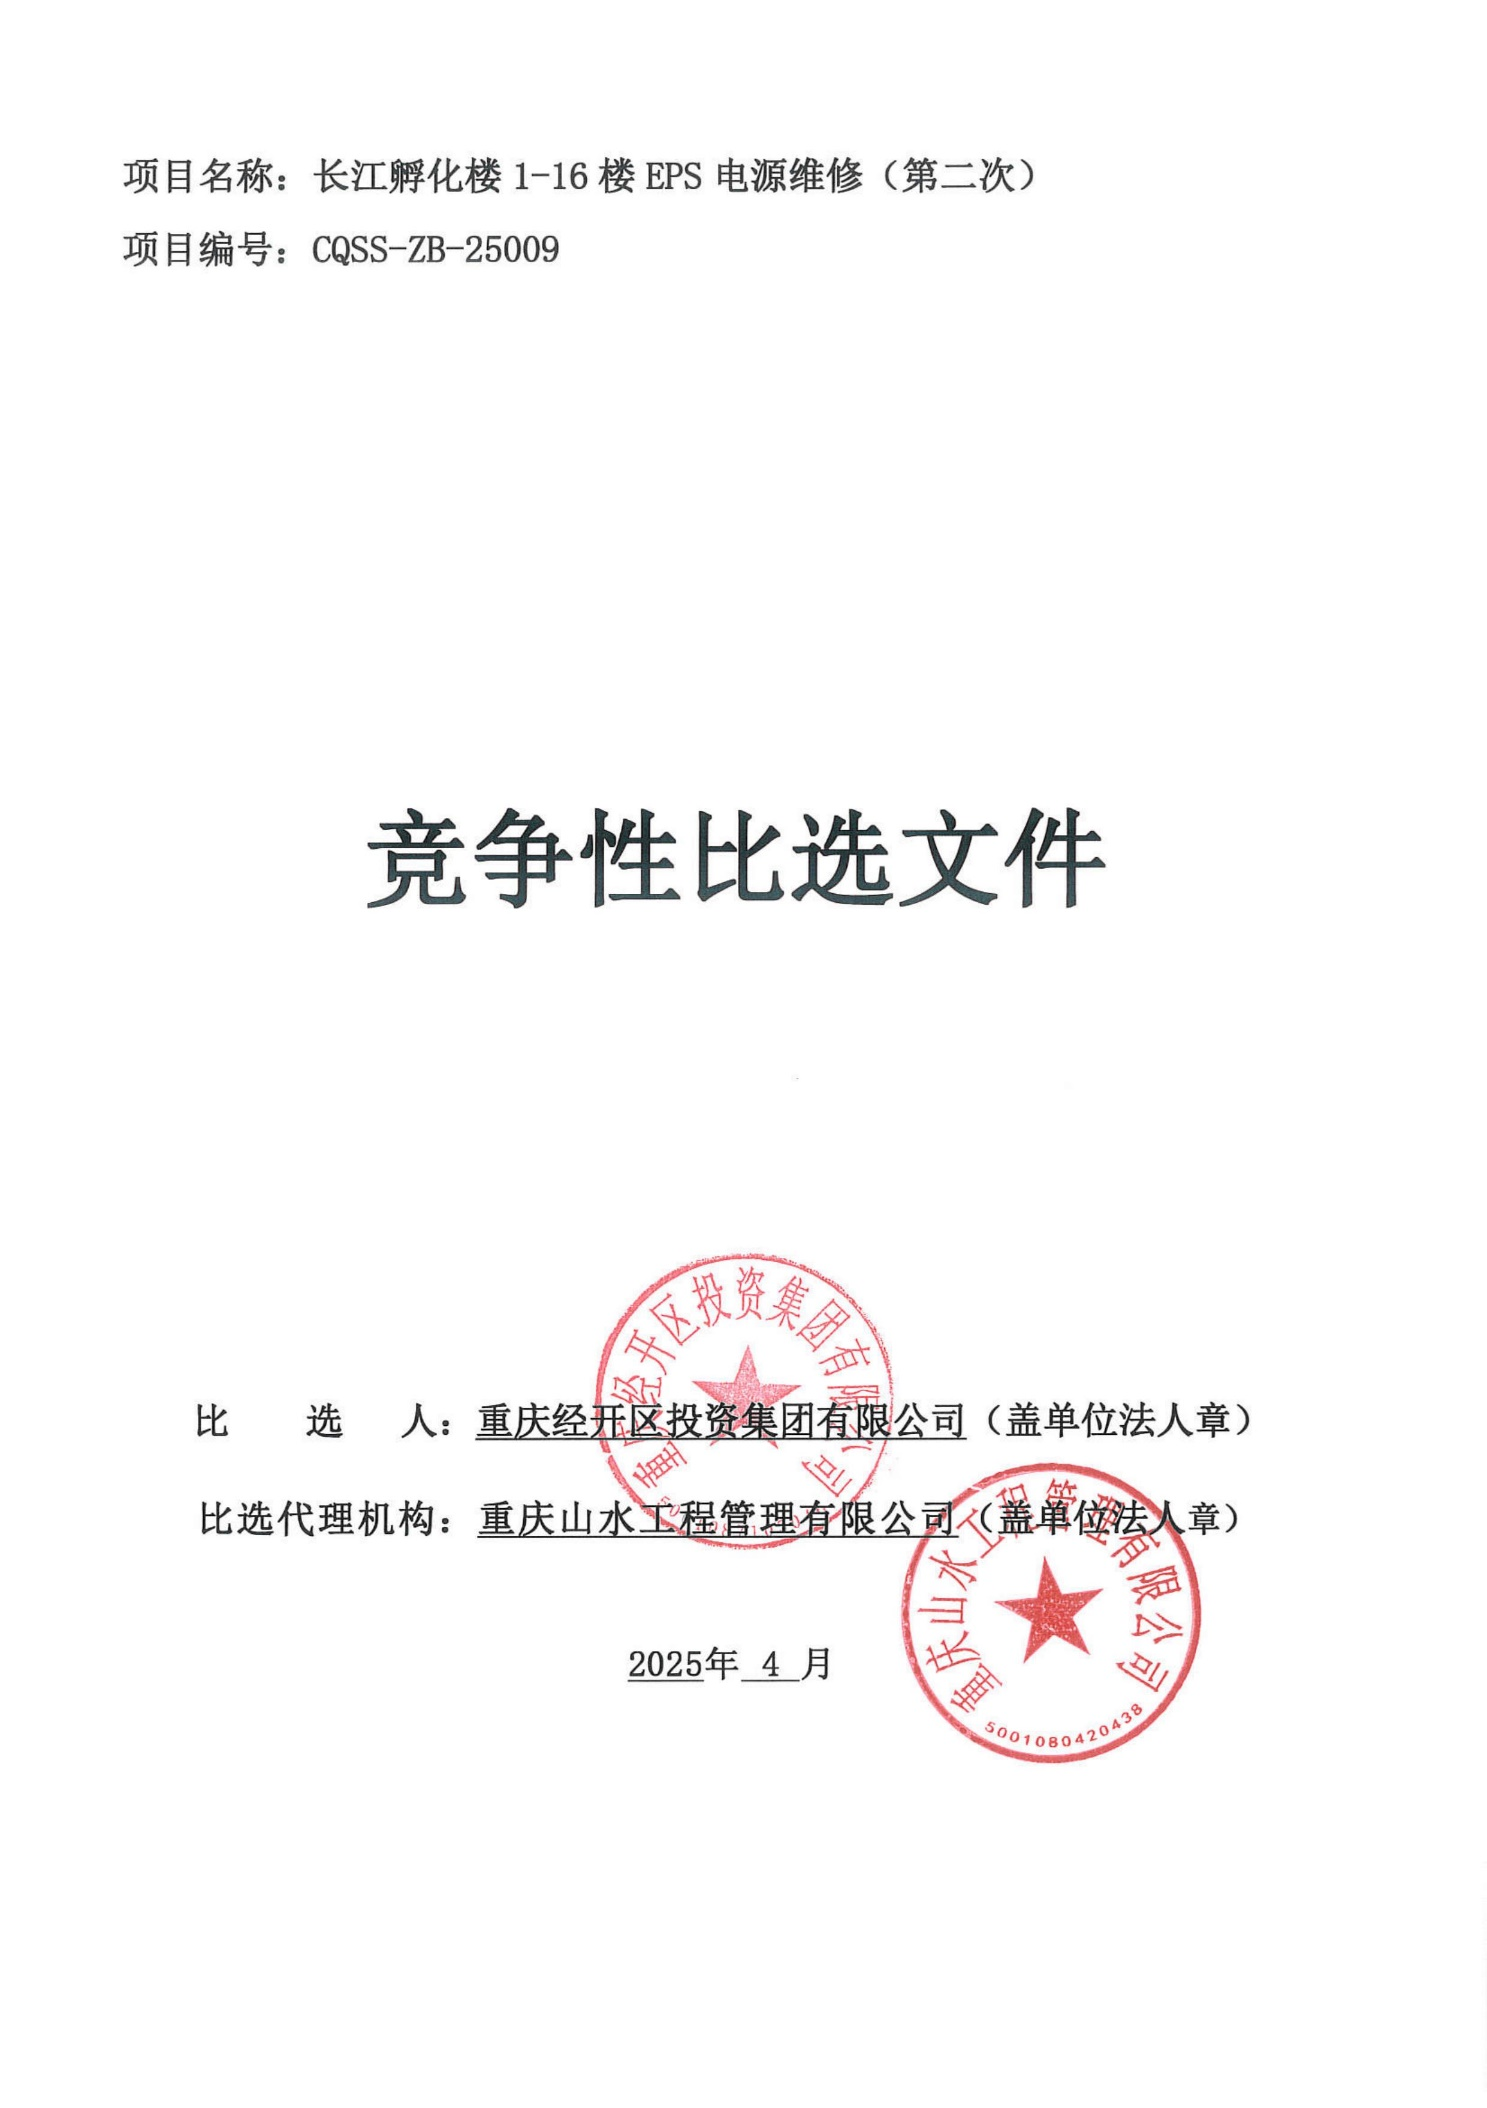 项目名称：长江孵化楼 1-16 楼 EPS 电源维修（第二次）
项目编号：CQSS-ZB-25009
竞争性比选文件
重庆经开区投资集团有限公司
比 选 人：重庆经开区投资集团有限公司（盖单位法人章）
比选代理机构：重庆山水工程管理有限公司（盖单位法人章）
2025年 4 月
重庆山水工程管理有限公司
5001080420438